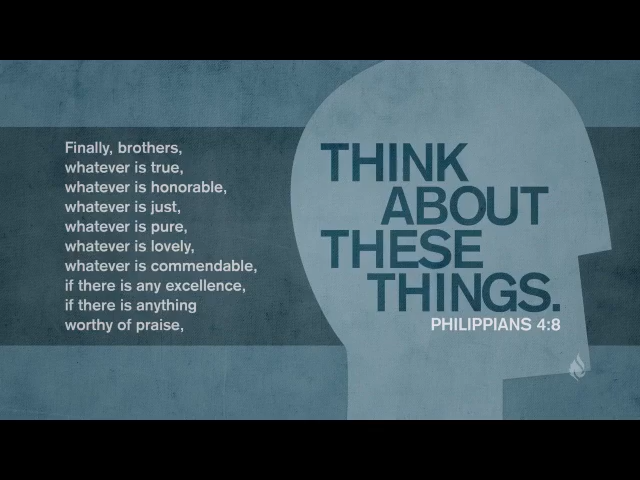 Finally, brothers,
whatever is true,
whatever is honorable,
whatever is just,
whatever is pure,
whatever is lovely,
whatever is commendable,
if there is any excellence,
if there is anything
worthy of praise,
THINK
ABOUT
THESE
THINGS.
PHILIPPIANS 4:8